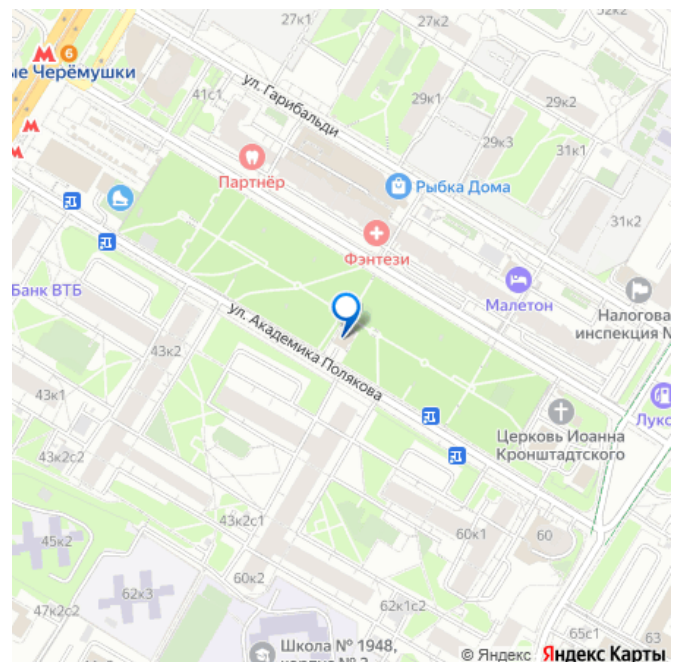 27к1
27к2
6
ые Черёмушки
41с1
ул. Гарибальди
29к1
29к2
29к3
31к1
Партнёр
Рыбка Дома
31к2
Фэнтези
Малетон
Налогова
инспекция N
Банк ВТБ
ул. Академика Полякова
43к2
43к1
Лукс
Церковь Иоанна
Кронштадтского
43к2с2
43к2с1
60к1
60
45к2
60к2
62к3
47к2с2
62к1с2
65с1
63
Школа № 1948,
© Яндекс Яндекс Карты